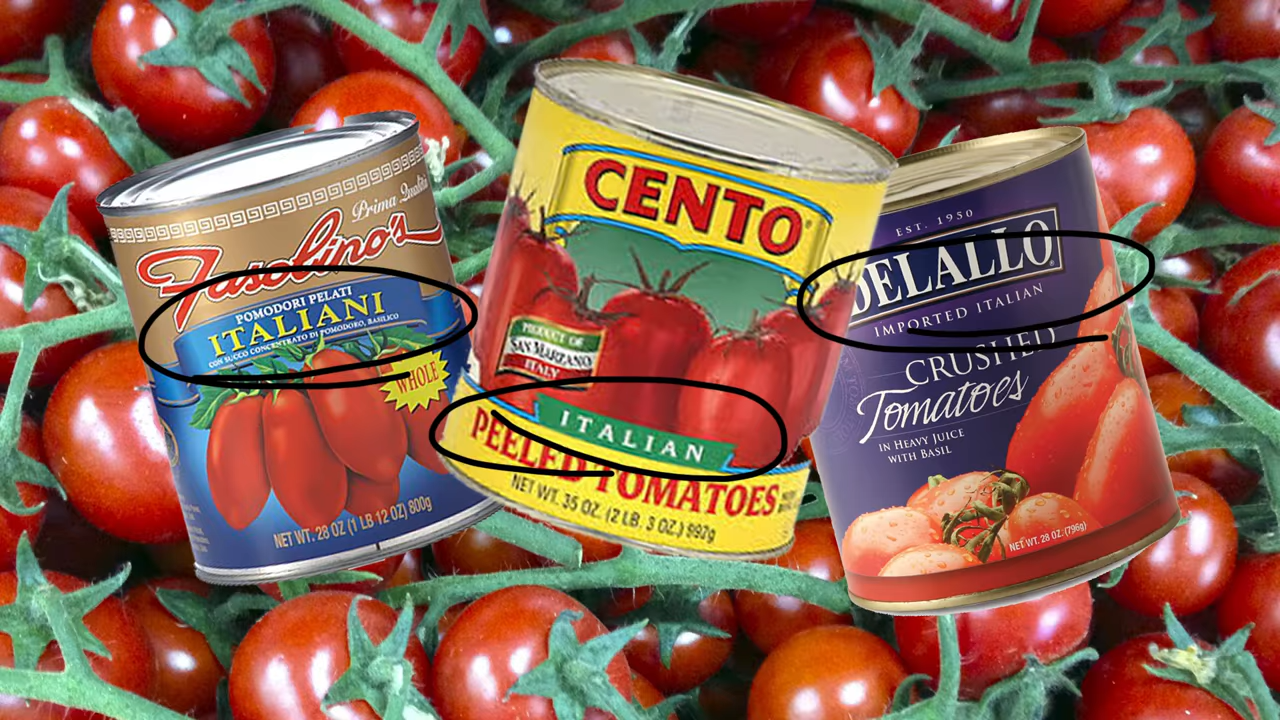 Prima Qualità
Fasolino's
POMODORI PELATI
ITALIANI
CON SUCCO CONCENTRATO DI POMODORO, BASILICO
WHOLE
NET WT. 28 OZ (1 LB 12 OZ) 800g
CENTO
PRODUCT OF
SAN MARZANO
ITALY
ITALIAN
PEELED TOMATOES
NET WT. 35 OZ. (2 LB. 3 OZ.) 992g
EST. 1950
DELALLO
IMPORTED ITALIAN
CRUSHED
Tomatoes
IN HEAVY JUICE
WITH BASIL
NET WT. 28 OZ. (796g)